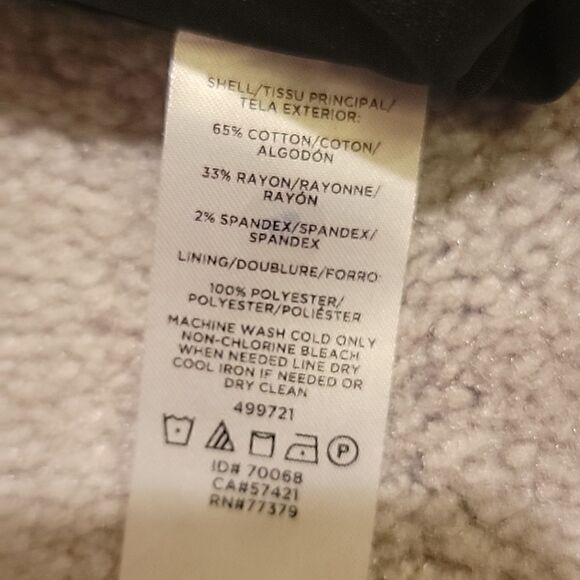 SHELL/TISSU PRINCIPAL/
TELA EXTERIOR:
65% COTTON/COTON/
ALGODÓN
33% RAYON/RAYONNE/
RAYÓN
2% SPANDEX/SPANDEX/
SPANDEX
LINING/DOUBLURE/FORRO:
100% POLYESTER/
POLYESTER/POLIÉSTER
MACHINE WASH COLD ONLY
NON-CHLORINE BLEACH
WHEN NEEDED LINE DRY
COOL IRON IF NEEDED OR
DRY CLEAN
499721
P
ID# 70068
CA#57421
RN#77379